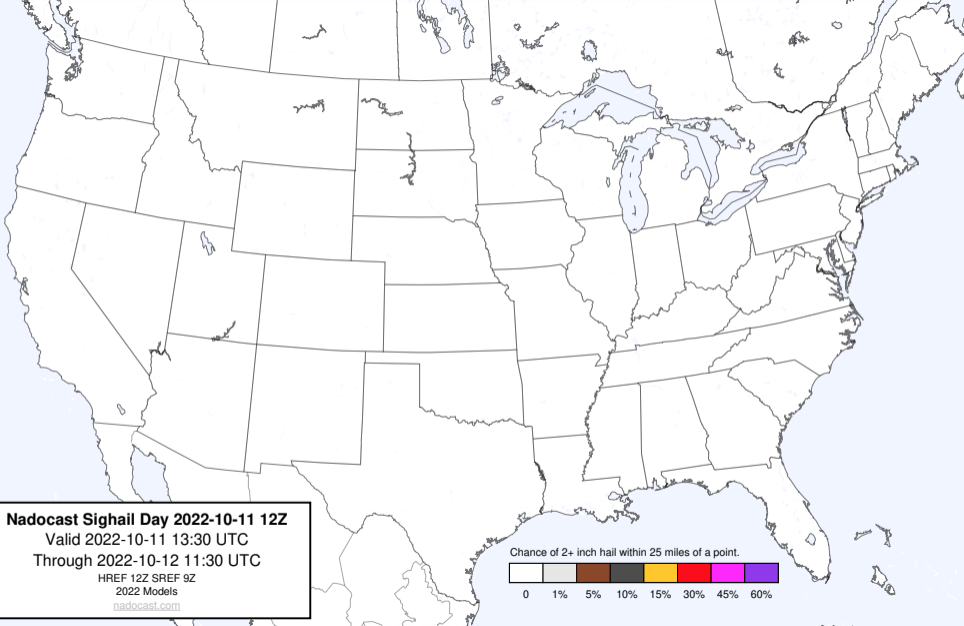 Nadocast Sighail Day 2022-10-11 12Z
Valid 2022-10-11 13:30 UTC
Through 2022-10-12 11:30 UTC
HREF 12Z SREF 9Z
2022 Models
nadocast.com
Chance of 2+ inch hail within 25 miles of a point.
0 1% 5% 10% 15% 30% 45% 60%